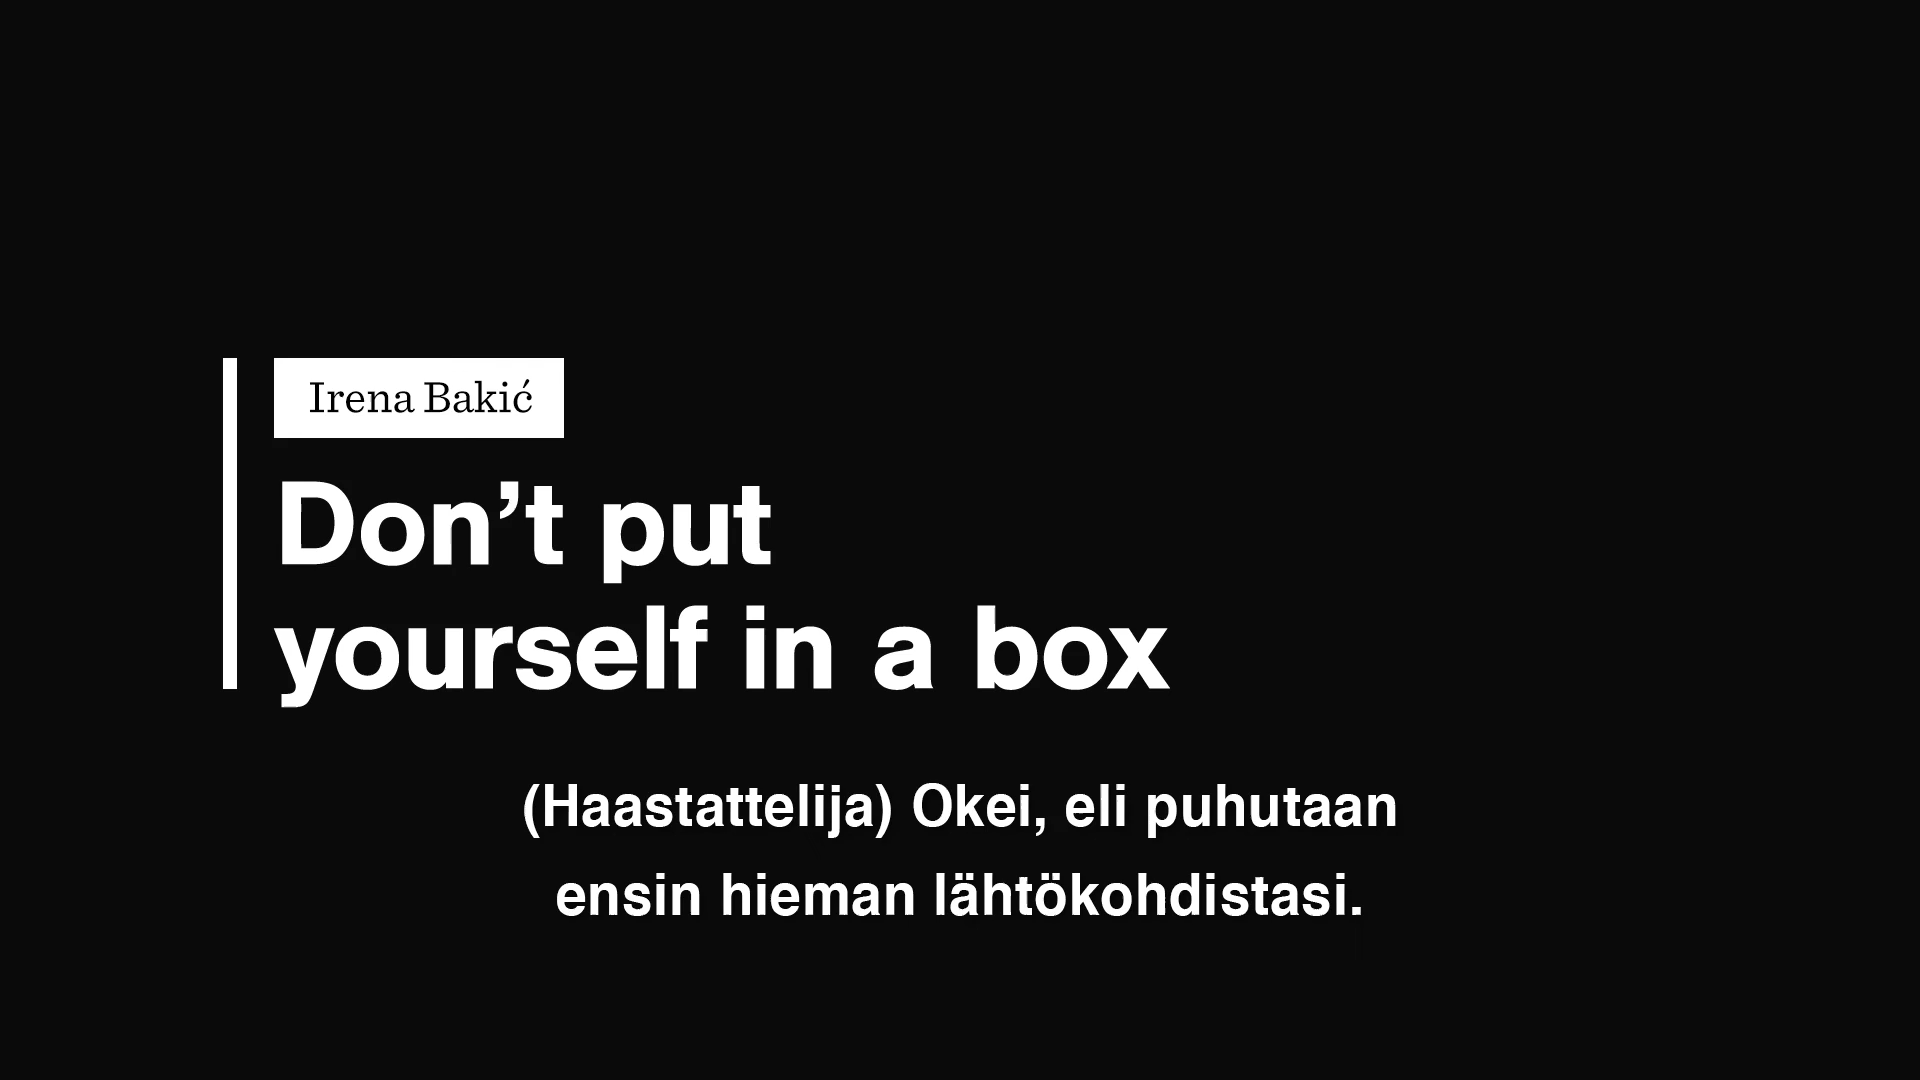 Irena Bakić
Don’t put
yourself in a box
(Haastattelija) Okei, eli puhutaan
ensin hieman lähtökohdistasi.